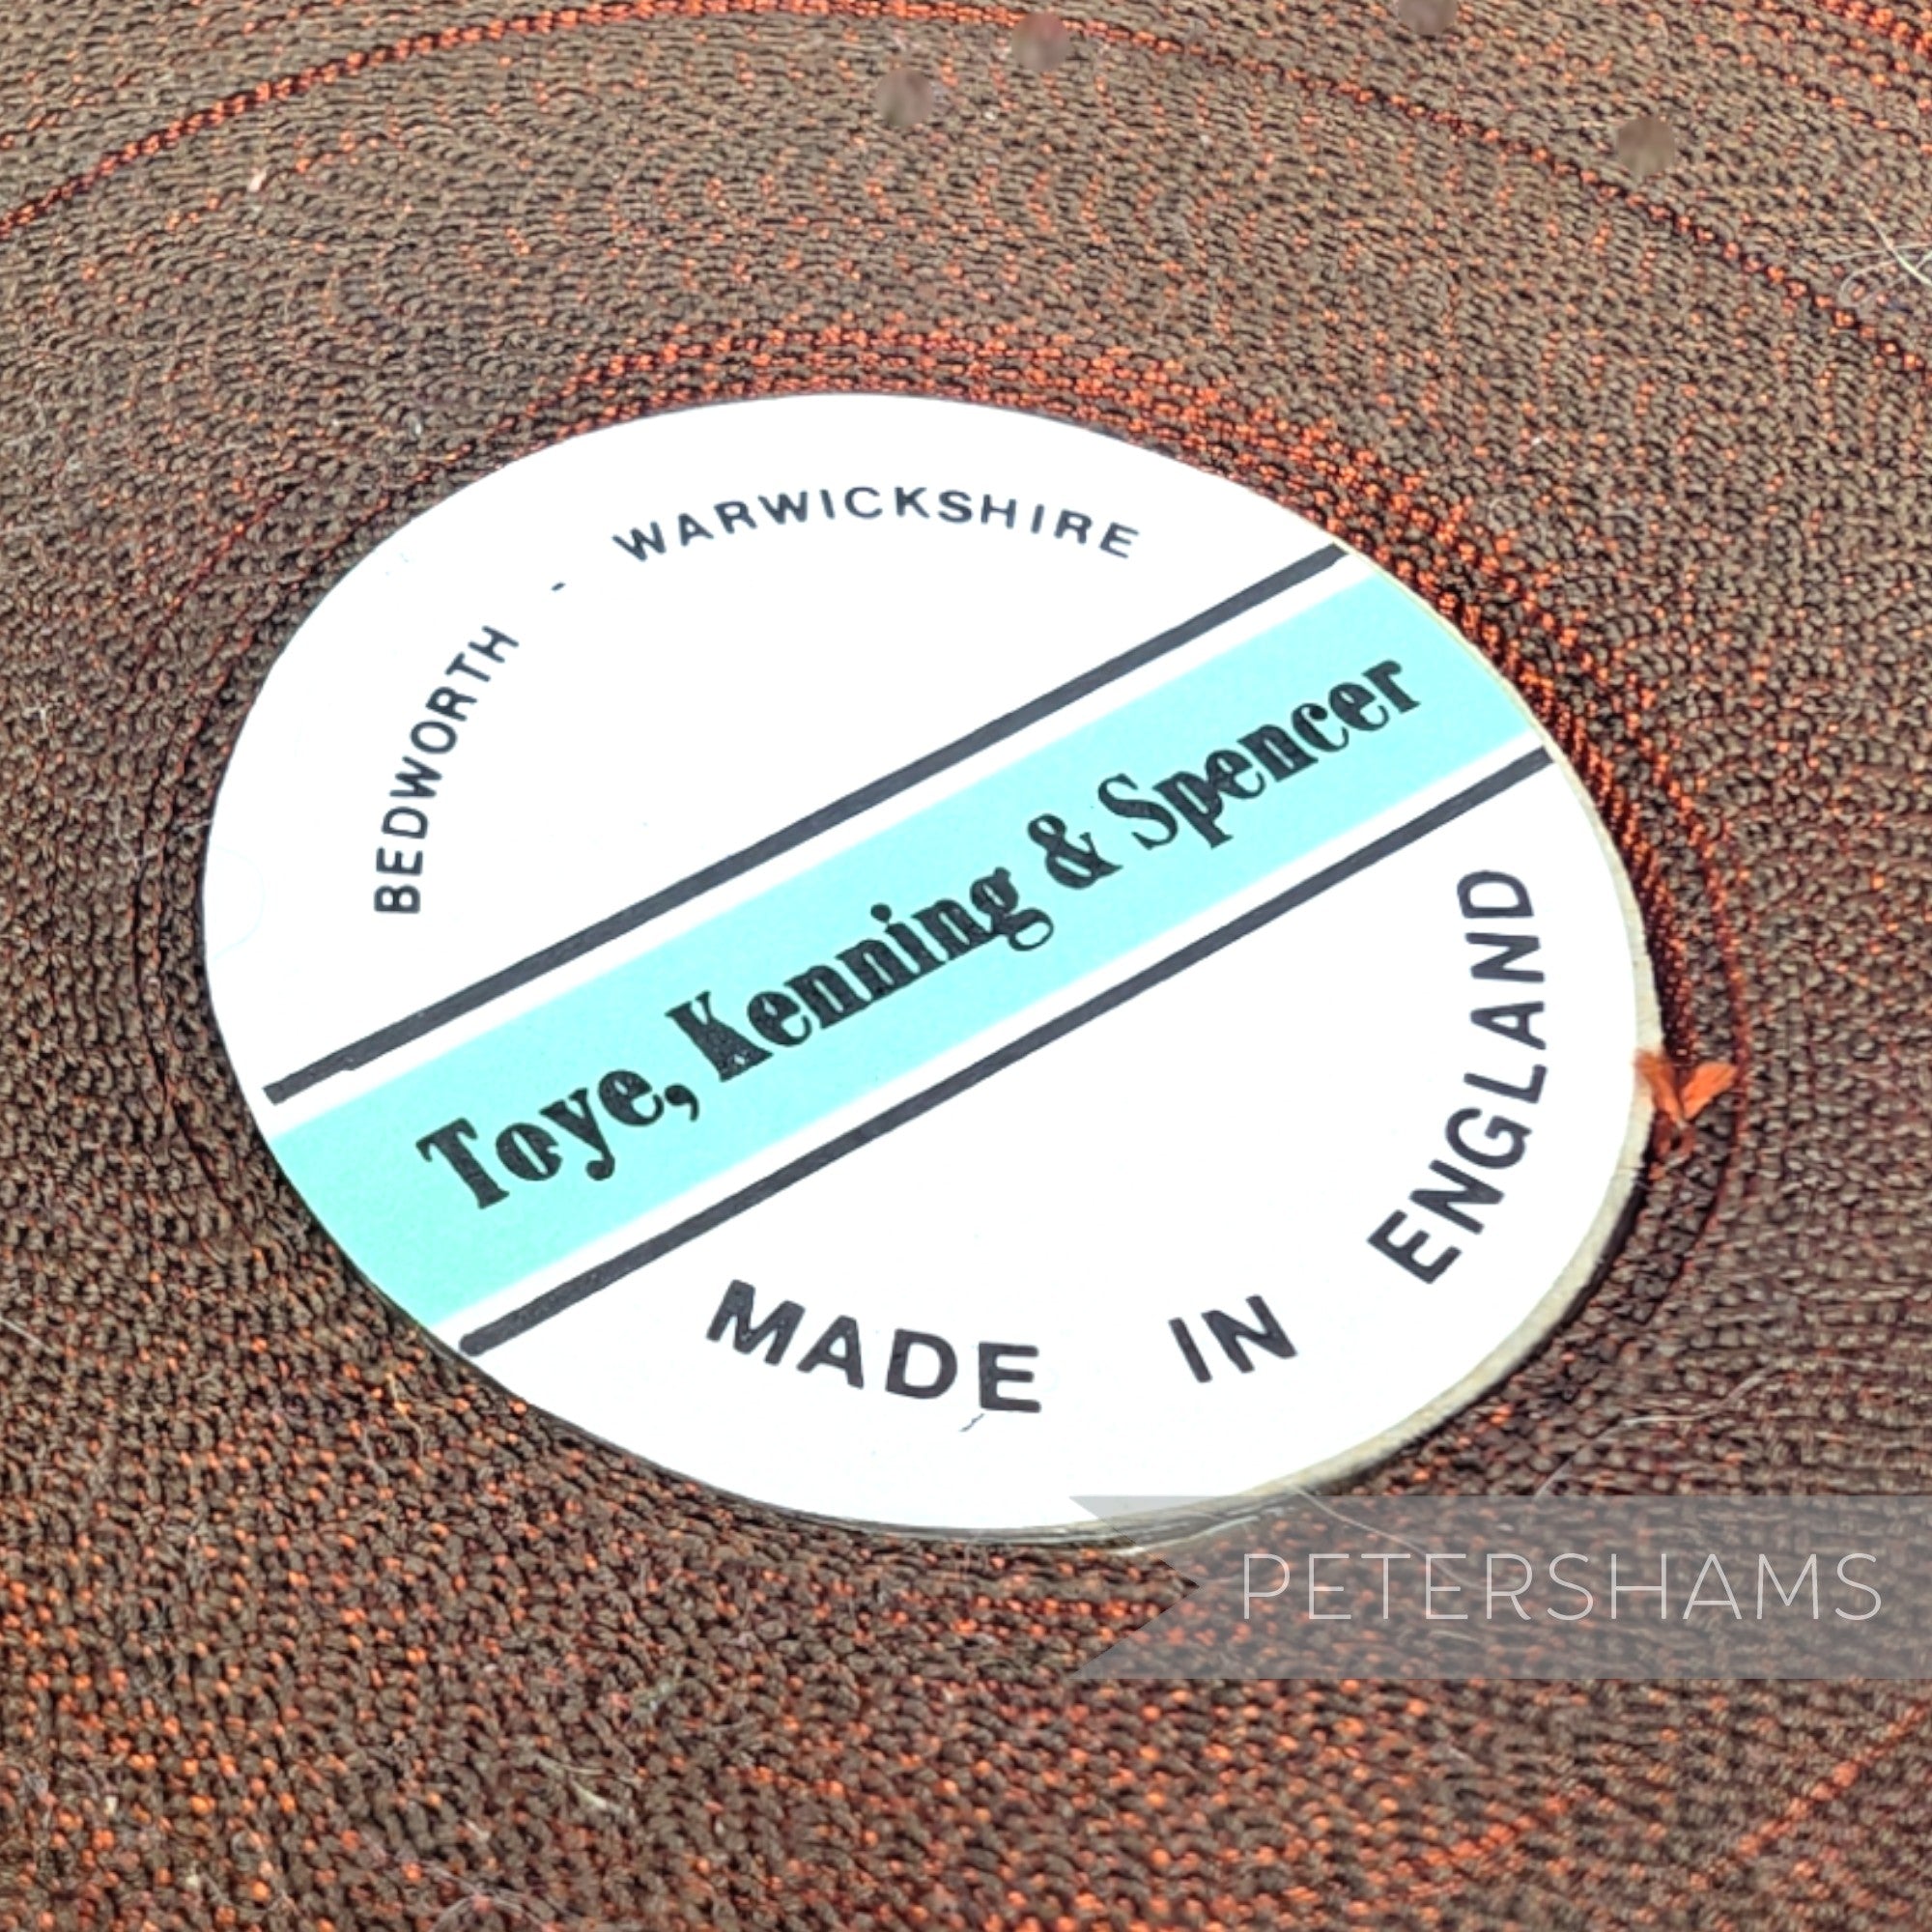 BEDWORTH - WARWICKSHIRE
Toye, Kenning & Spencer
MADE IN ENGLAND
PETERSHAMS